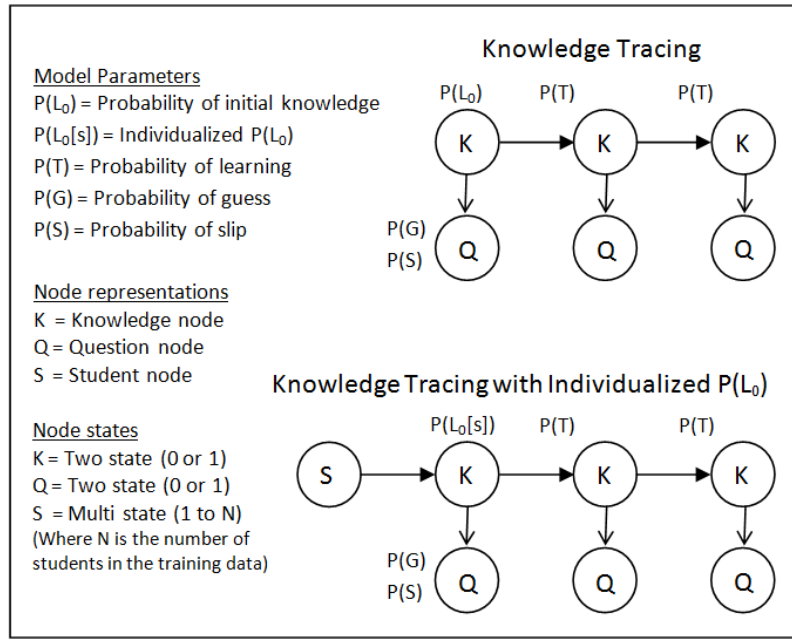 Model Parameters
P(L₀) = Probability of initial knowledge
P(L₀[s]) = Individualized P(L₀)
P(T) = Probability of learning
P(G) = Probability of guess
P(S) = Probability of slip
Node representations
K = Knowledge node
Q = Question node
S = Student node
Node states
K = Two state (0 or 1)
Q = Two state (0 or 1)
S = Multi state (1 to N)
(Where N is the number of
students in the training data)
Knowledge Tracing
P(L₀) P(T) P(T)
K K K
P(G)
P(S)
Q Q Q
Knowledge Tracing with Individualized P(L₀)
P(L₀[s]) P(T) P(T)
S K K K
P(G)
P(S)
Q Q Q